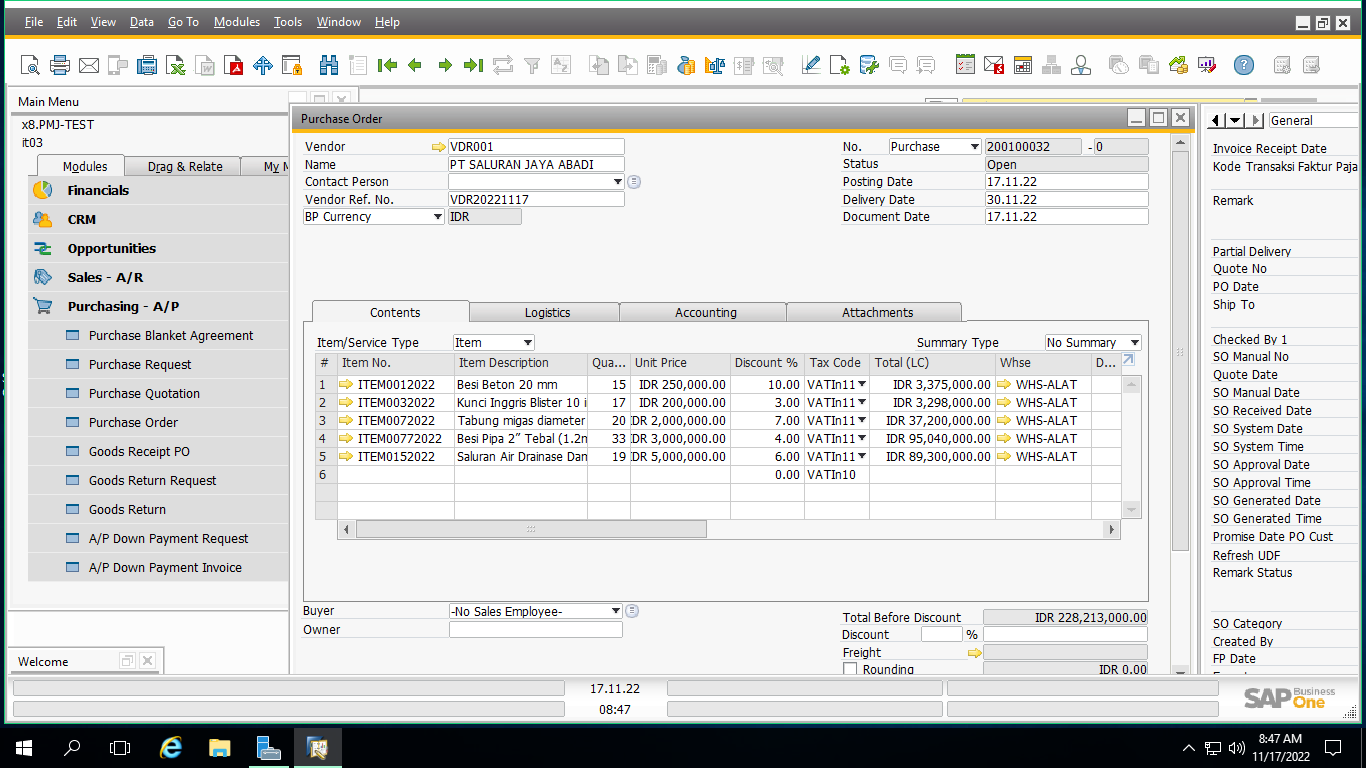 File Edit View Data Go To Modules Tools Window Help
Main Menu
x8.PMJ-TEST
it03
Modules Drag & Relate My M
Financials
CRM
Opportunities
Sales - A/R
Purchasing - A/P
Purchase Blanket Agreement
Purchase Request
Purchase Quotation
Purchase Order
Goods Receipt PO
Goods Return Request
Goods Return
A/P Down Payment Request
A/P Down Payment Invoice
Welcome
Purchase Order
Vendor VDR001
Name PT SALURAN JAYA ABADI
Contact Person
Vendor Ref. No. VDR20221117
BP Currency IDR
No. Purchase 200100032 - 0
Status Open
Posting Date 17.11.22
Delivery Date 30.11.22
Document Date 17.11.22
Contents Logistics Accounting Attachments
Item/Service Type Item Summary Type No Summary
# Item No. Item Description Qua... Unit Price Discount % Tax Code Total (LC) Whse D...
1 ITEM0012022 Besi Beton 20 mm 15 IDR 250,000.00 10.00 VATIn11 IDR 3,375,000.00 WHS-ALAT
2 ITEM0032022 Kunci Inggris Blister 10 i 17 IDR 200,000.00 3.00 VATIn11 IDR 3,298,000.00 WHS-ALAT
3 ITEM0072022 Tabung migas diameter 20 DR 2,000,000.00 7.00 VATIn11 IDR 37,200,000.00 WHS-ALAT
4 ITEM00772022 Besi Pipa 2” Tebal (1.2m 33 DR 3,000,000.00 4.00 VATIn11 IDR 95,040,000.00 WHS-ALAT
5 ITEM0152022 Saluran Air Drainase Dan 19 DR 5,000,000.00 6.00 VATIn11 IDR 89,300,000.00 WHS-ALAT
6 0.00 VATIn10
Buyer -No Sales Employee-
Owner
Total Before Discount IDR 228,213,000.00
Discount %
Freight
Rounding IDR 0.00
General
Invoice Receipt Date
Kode Transaksi Faktur Paja
Remark
Partial Delivery
Quote No
PO Date
Ship To
Checked By 1
SO Manual No
Quote Date
SO Manual Date
SO Received Date
SO System Date
SO System Time
SO Approval Date
SO Approval Time
SO Generated Date
SO Generated Time
Promise Date PO Cust
Refresh UDF
Remark Status
SO Category
Created By
FP Date
17.11.22
08:47
SAP Business One
8:47 AM
11/17/2022